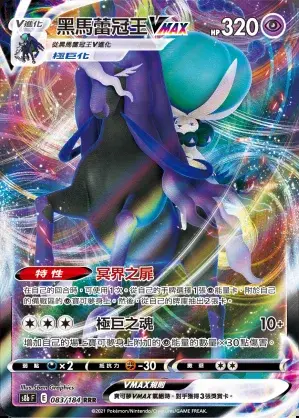 V進化
黑馬蕾冠王VMAX
HP 320
從黑馬蕾冠王V進化
極巨化
特性 冥界之扉
在自己的回合時,可使用1次。從自己的手牌選擇1張超能量卡,附於自己
的備戰區的超寶可夢身上。然後,從自己的牌庫抽出2張卡。
極巨之魂 10+
增加自己的場上寶可夢身上附加的超能量的數量×30點傷害。
弱點 ×2 抵抗力 -30 撤退
Illus. 5ban Graphics
VMAX規則
s8b F E 083/184 RRR
寶可夢VMAX氣絕時,對手獲得3張獎賞卡。
©2021 Pokémon/Nintendo/Creatures/GAME FREAK.